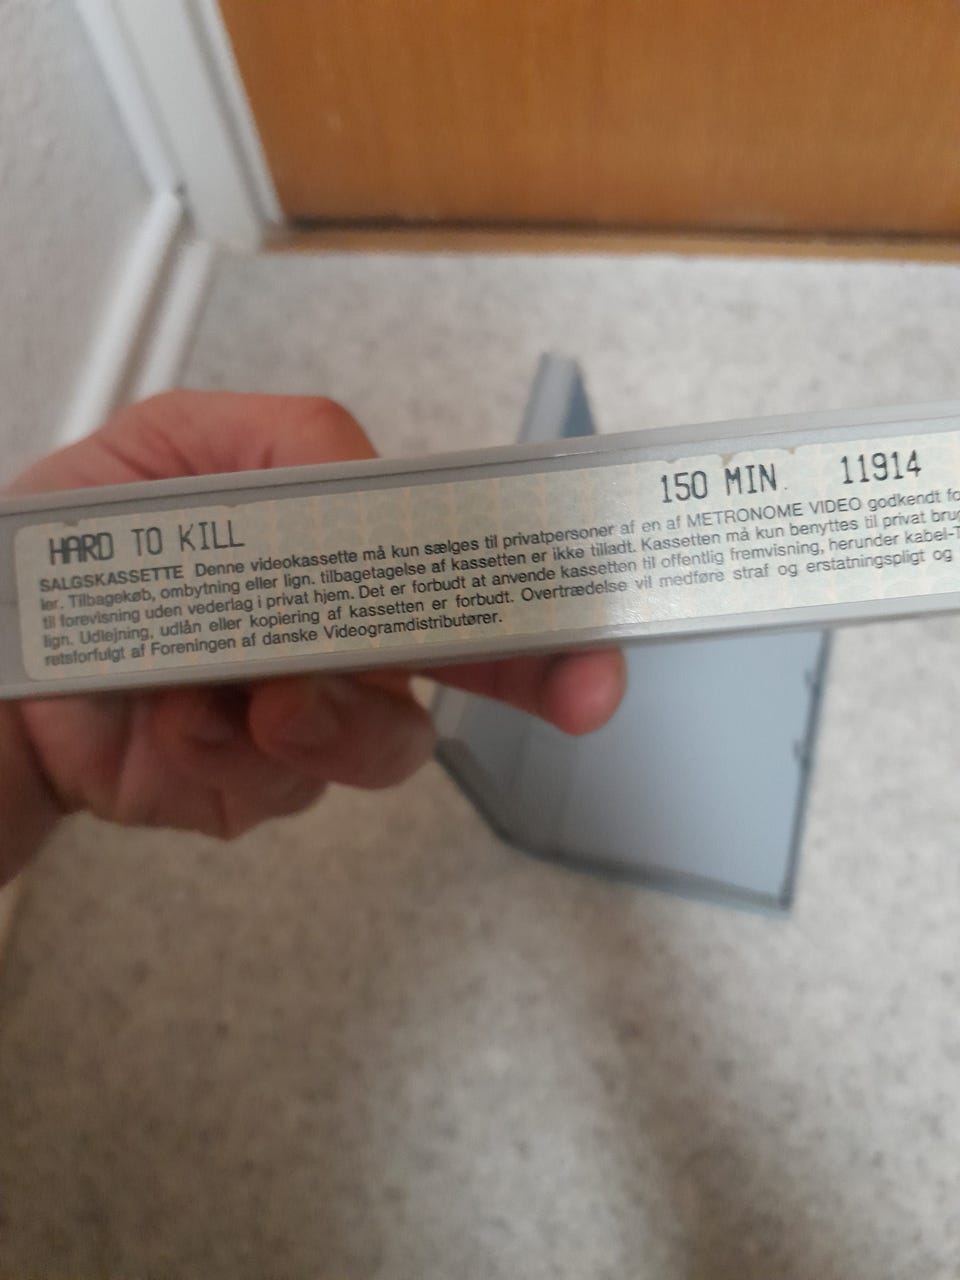 HARD TO KILL 150 MIN. 11914
SALGSKASSETTE Denne videokassette må kun sælges til privatpersoner af en af METRONOME VIDEO godkendt fo
ler. Tilbagekøb, ombytning eller lign. tilbagetagelse af kassetten er ikke tilladt. Kassetten må kun benyttes til privat brug
til forevisning uden vederlag i privat hjem. Det er forbudt at anvende kassetten til offentlig fremvisning, herunder kabel-T
lign. Udlejning, udlån eller kopiering af kassetten er forbudt. Overtrædelse vil medføre straf og erstatningspligt og
retsforfulgt af Foreningen af danske Videogramdistributører.